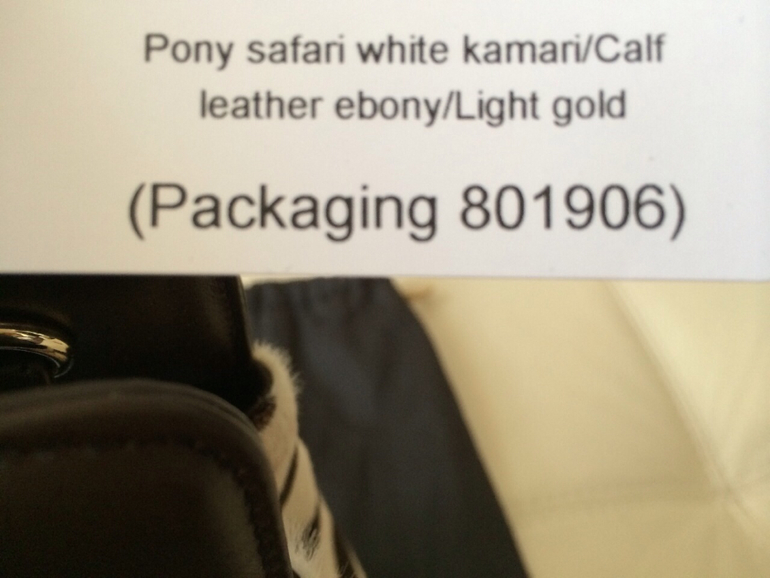 Pony safari white kamari/Calf
leather ebony/Light gold
(Packaging 801906)